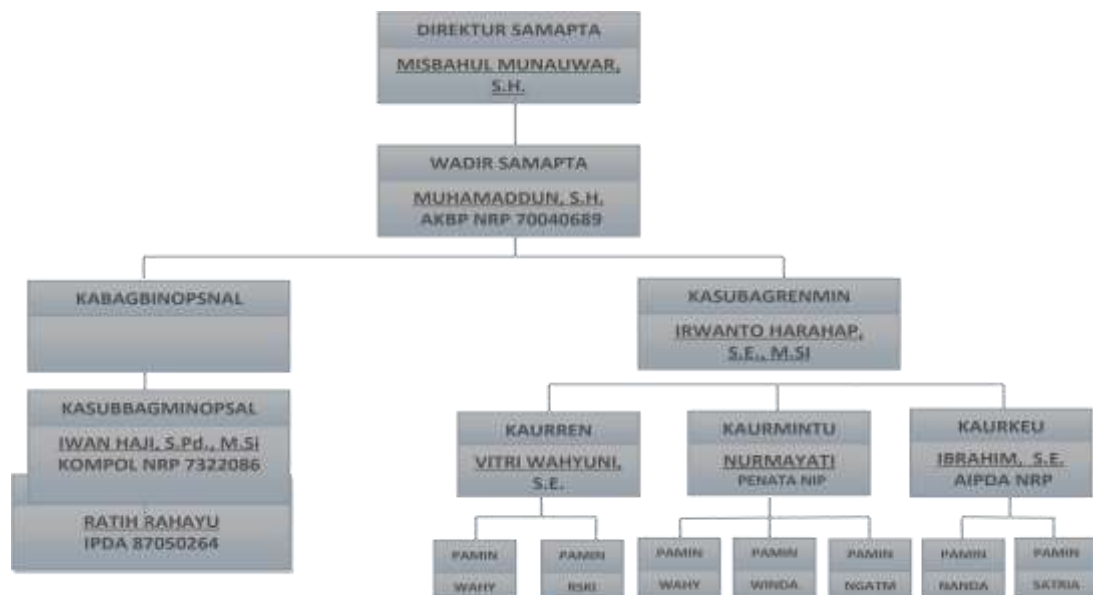 DIREKTUR SAMAPTA
MISBAHUL MUNAUWAR,
S.H.
WADIR SAMAPTA
MUHAMADDUN, S.H.
AKBP NRP 70040689
KABAGBINOPSNAL
KASUBAGRENMIN
IRWANTO HARAHAP,
S.E., M.SI
KASUBBAGMINOPSAL
IWAN HAJI, S.Pd., M.Si
KOMPOL NRP 7322086
RATIH RAHAYU
IPDA 87050264
KAURREN
VITRI WAHYUNI,
S.E.
KAURMINTU
NURMAYATI
PENATA NIP
KAURKEU
IBRAHIM, S.E.
AIPDA NRP
PAMIN
WAHY
PAMIN
RSKI
PAMIN
WAHY
PAMIN
WINDA
PAMIN
NGATM
PAMIN
NANDA
PAMIN
SATRIA